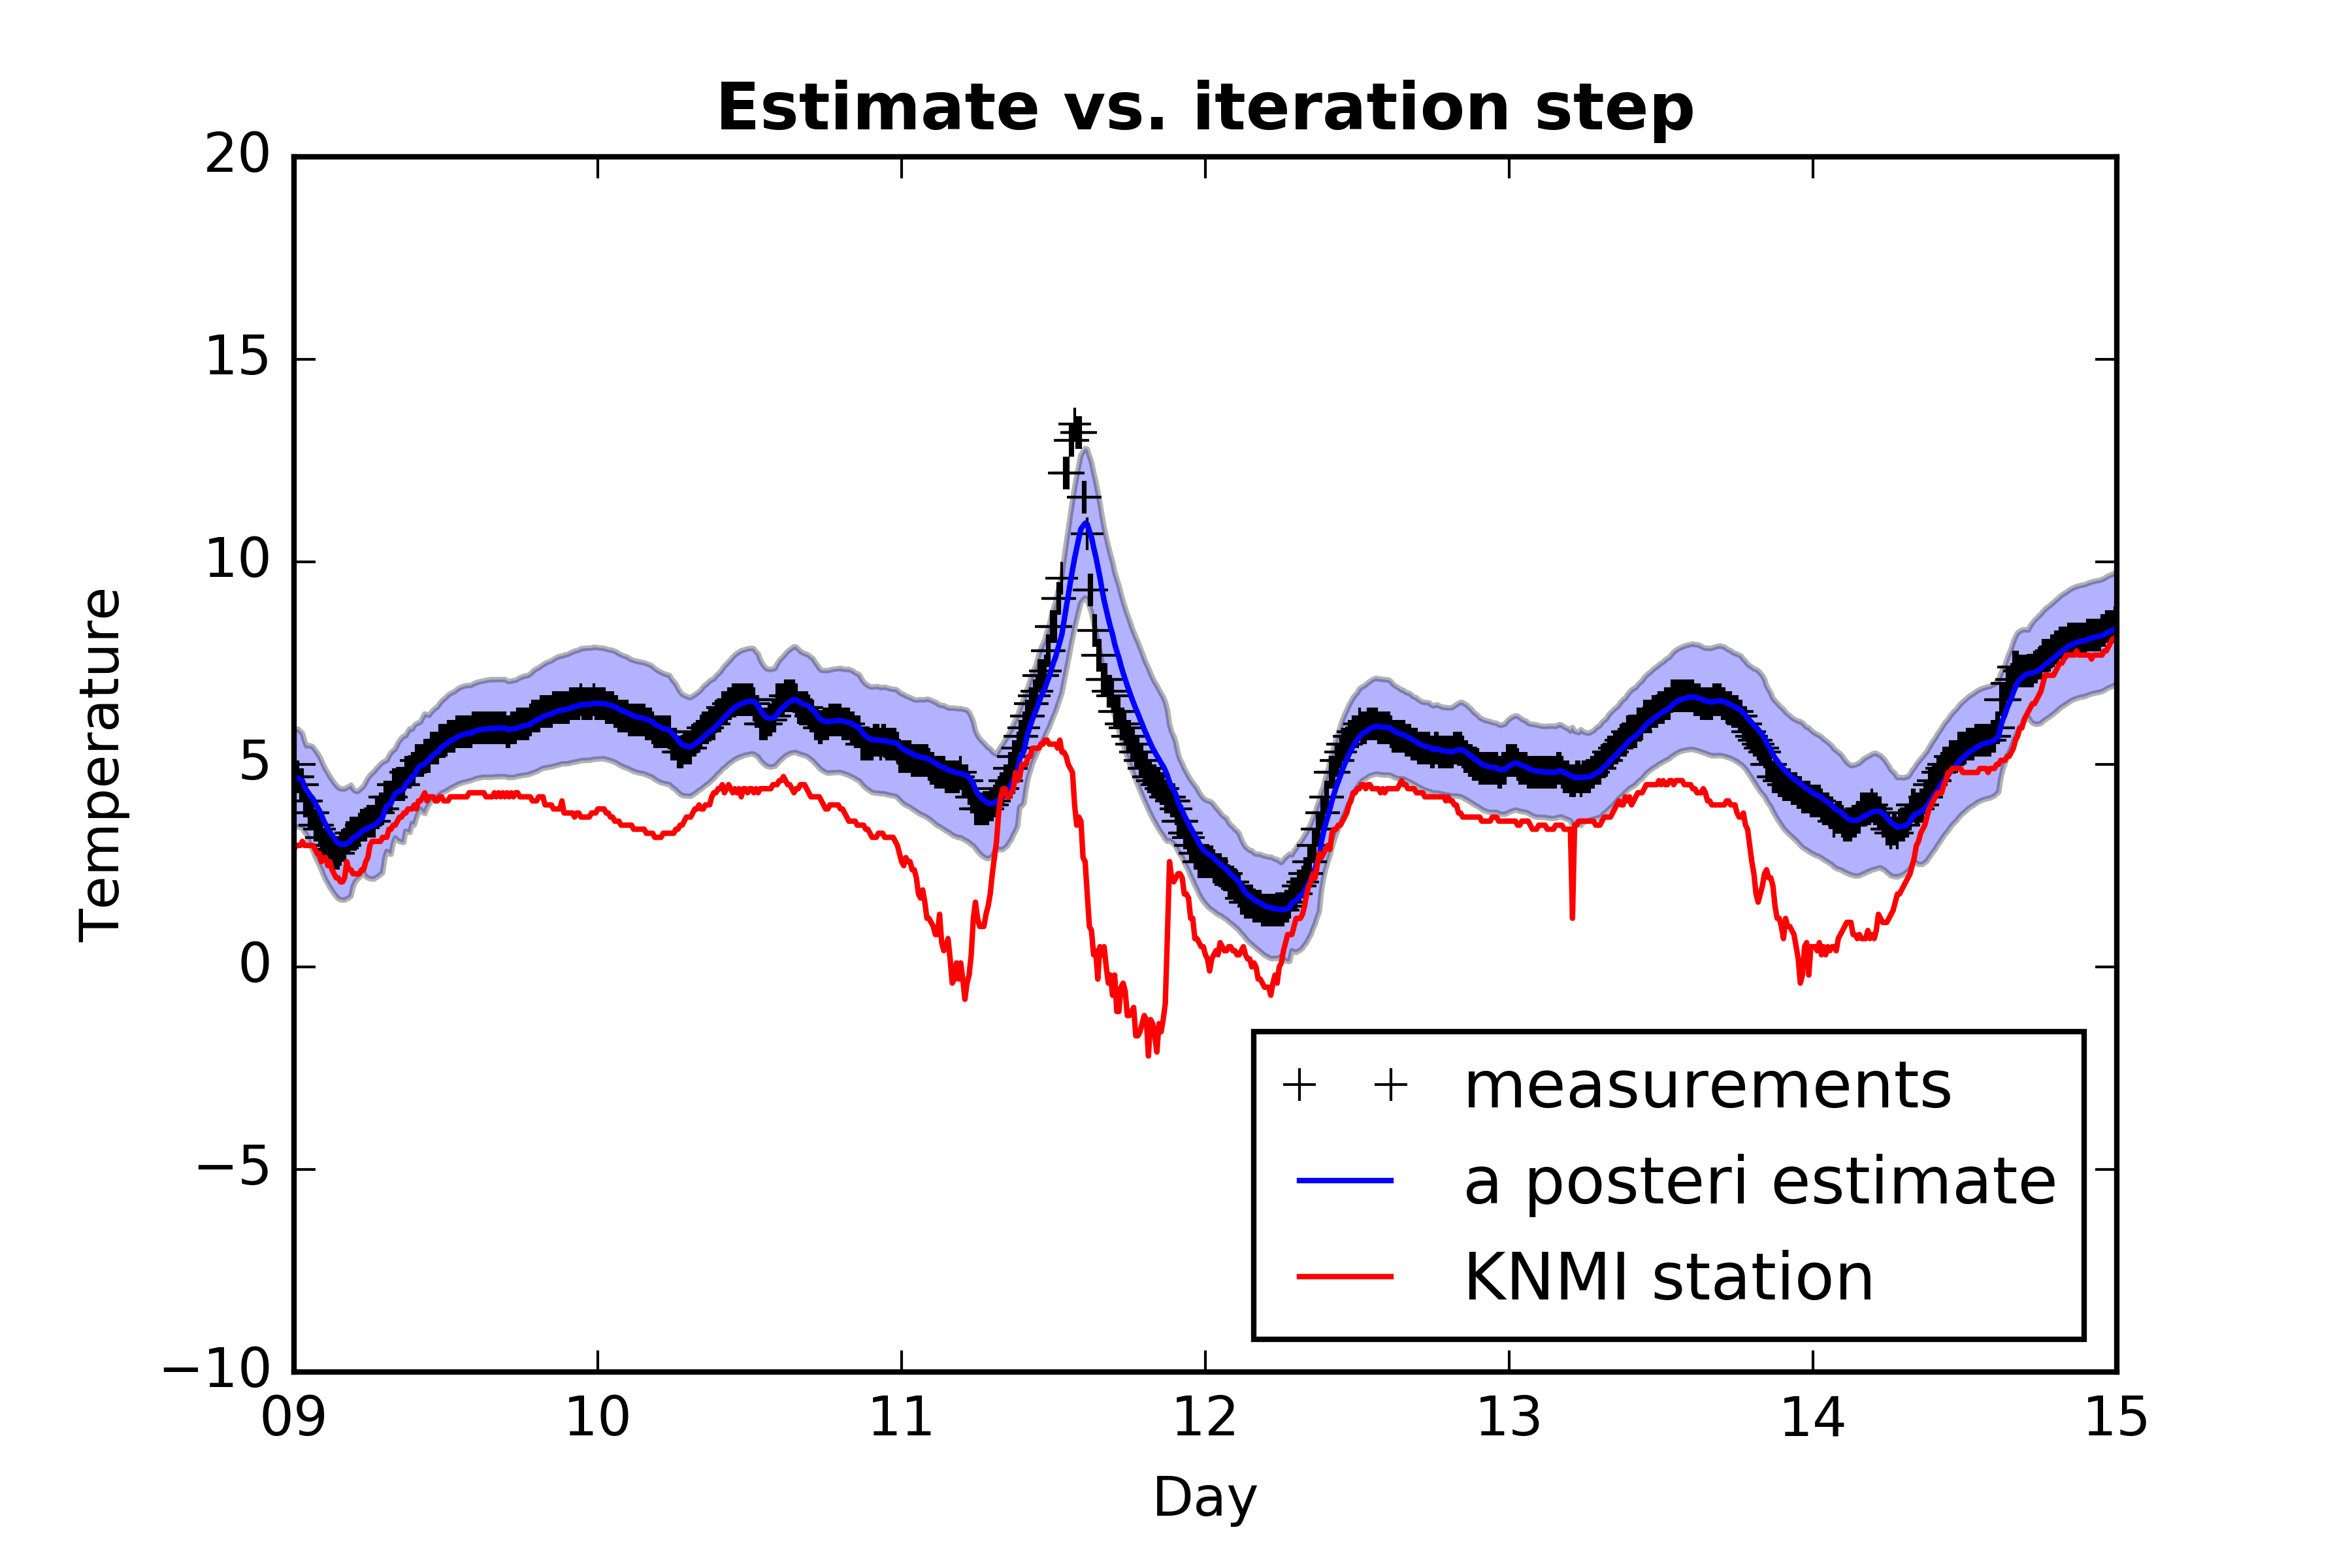 Estimate vs. iteration step
20
15
10
5
0
−5
−10
Temperature
measurements
a posteri estimate
KNMI station
09 10 11 12 13 14 15
Day